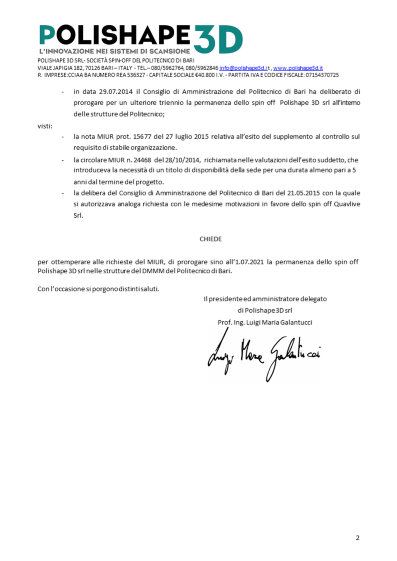 POLISHAPE 3D
L'INNOVAZIONE NEI SISTEMI DI SCANSIONE
POLISHAPE 3D SRL- SOCIETÀ SPIN-OFF DEL POLITECNICO DI BARI
VIALE JAPIGIA 182, 70126 BARI – ITALY - TEL.– 080/5962764, 080/5962846 info@polishape3d.it, www.polishape3d.it
R. IMPRESE:CCIAA BA NUMERO REA 536327 - CAPITALE SOCIALE €40.800 I.V. - PARTITA IVA E CODICE FISCALE: 07154370725
- in data 29.07.2014 il Consiglio di Amministrazione del Politecnico di Bari ha deliberato di
prorogare per un ulteriore triennio la permanenza dello spin off Polishape 3D srl all'interno
delle strutture del Politecnico;
visti:
- la nota MIUR prot. 15677 del 27 luglio 2015 relativa all'esito del supplemento al controllo sul
requisito di stabile organizzazione.
- la circolare MIUR n. 24468 del 28/10/2014, richiamata nelle valutazioni dell'esito suddetto, che
introduceva la necessità di un titolo di disponibilità della sede per una durata almeno pari a 5
anni dal termine del progetto.
- la delibera del Consiglio di Amministrazione del Politecnico di Bari del 21.05.2015 con la quale
si autorizzava analoga richiesta con le medesime motivazioni in favore dello spin off Quavlive
Srl.
CHIEDE
per ottemperare alle richieste del MIUR, di prorogare sino all'1.07.2021 la permanenza dello spin off
Polishape 3D srl nelle strutture del DMMM del Politecnico di Bari.
Con l'occasione si porgono distinti saluti.
Il presidente ed amministratore delegato
di Polishape 3D srl
Prof. Ing. Luigi Maria Galantucci
Luigi Maria Galantucci
2